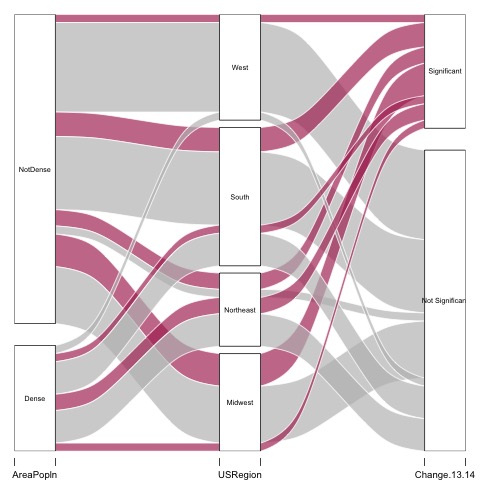 West
Significant
NotDense
South
Northeast
Not Significan
Dense
Midwest
AreaPopln
USRegion
Change.13.14